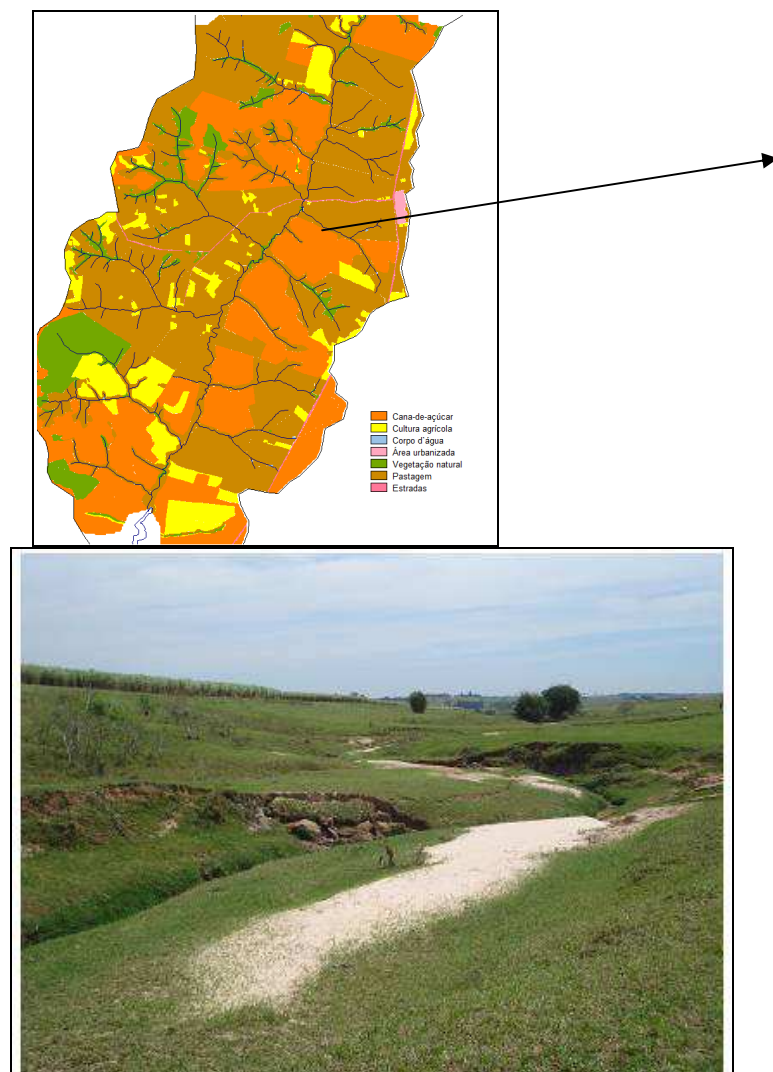 Cana-de-açúcar
Cultura agrícola
Corpo d´água
Área urbanizada
Vegetação natural
Pastagem
Estradas